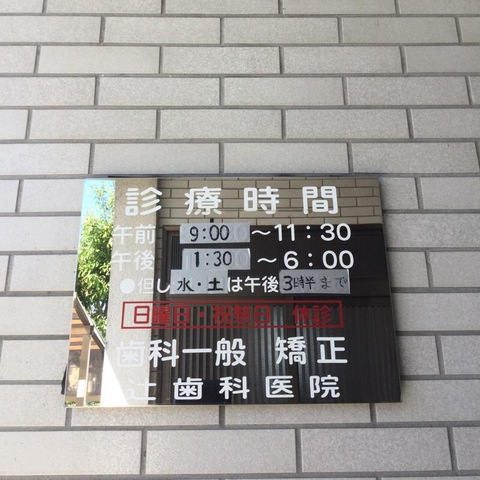 診療時間
午前 9:00～11:30
午後 1:30～6:00
●但し水・土は午後3時半まで
日曜日・祝祭日 休診
歯科一般 矯正
辻歯科医院